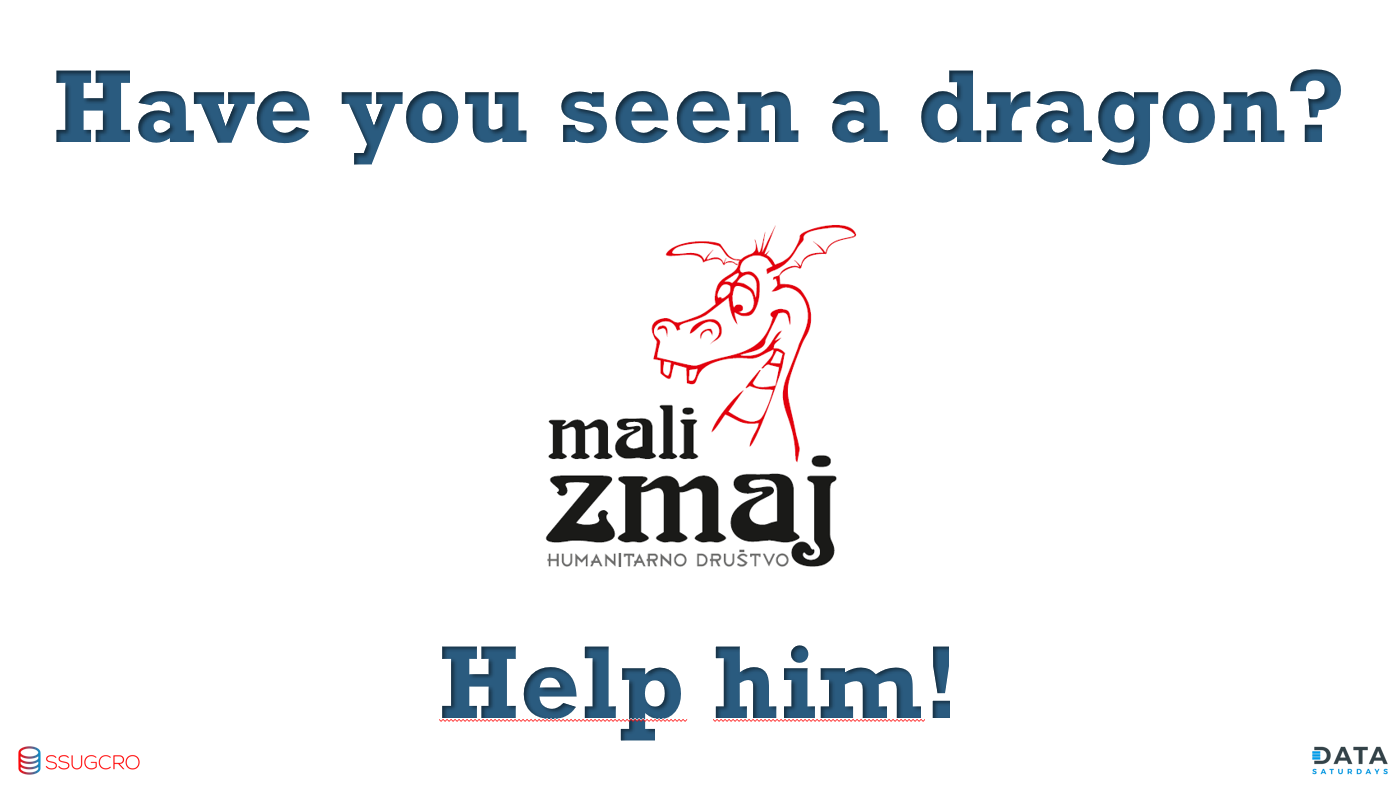 Have you seen a dragon?
mali
zmaj
HUMANITARNO DRUŠTVO
Help him!
SSUGCRO
DATA
SATURDAYS